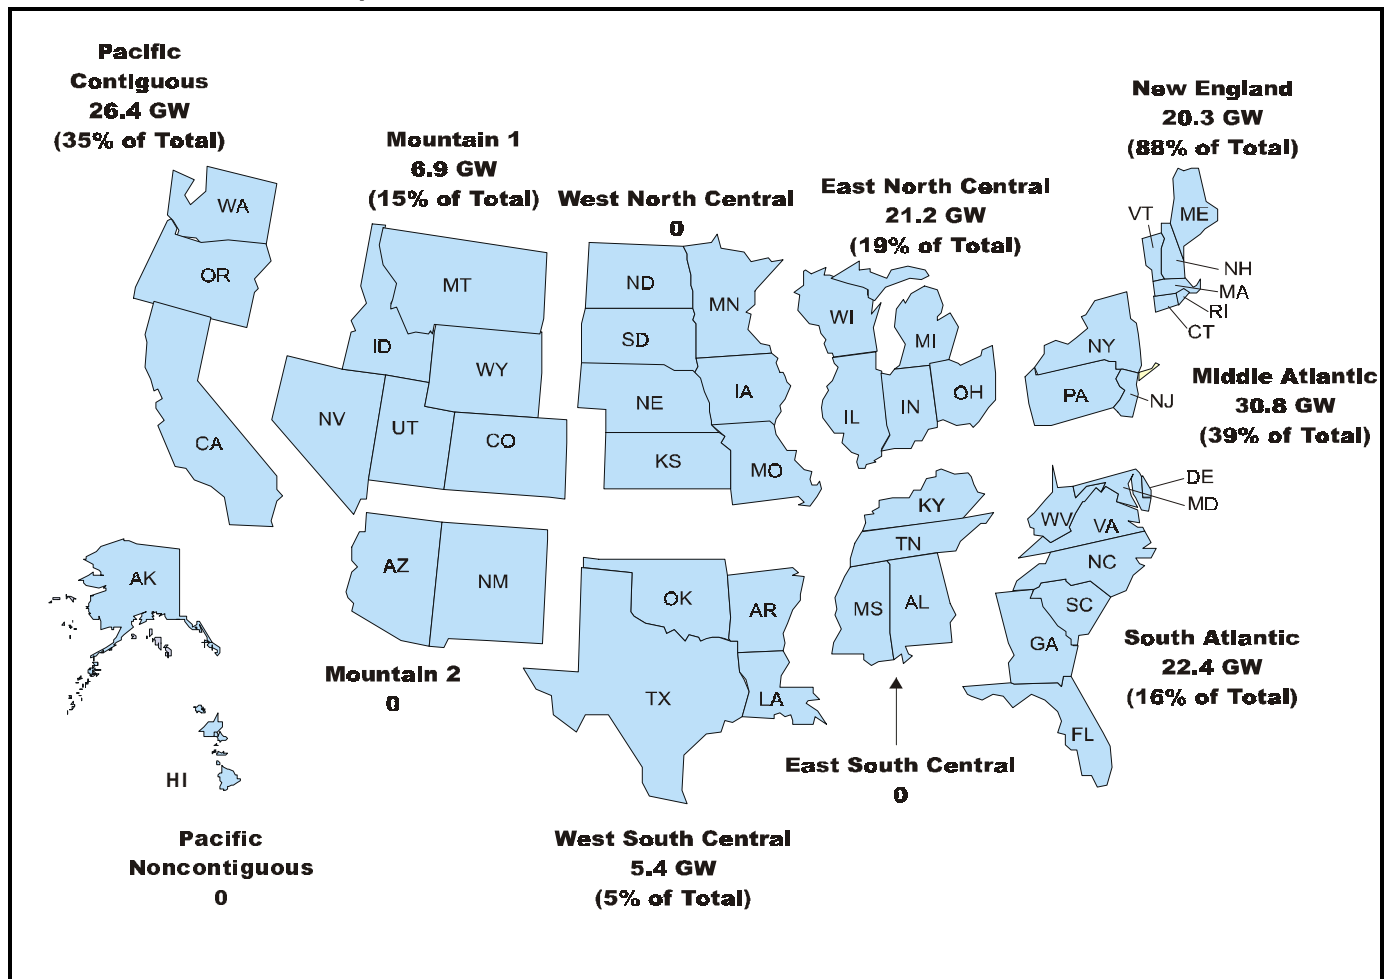 Pacific
Contiguous
26.4 GW
(35% of Total)
Mountain 1
6.9 GW
(15% of Total)
West North Central
0
East North Central
21.2 GW
(19% of Total)
New England
20.3 GW
(88% of Total)
WA
OR
CA
MT
ID
WY
NV
UT
CO
ND
SD
NE
KS
MN
IA
MO
WI
MI
IL
IN
OH
VT
ME
NH
MA
RI
CT
NY
PA
NJ
Middle Atlantic
30.8 GW
(39% of Total)
DE
MD
WV
VA
NC
SC
GA
FL
South Atlantic
22.4 GW
(16% of Total)
KY
TN
MS
AL
East South Central
0
AZ
NM
Mountain 2
0
OK
AR
TX
LA
West South Central
5.4 GW
(5% of Total)
AK
HI
Pacific
Noncontiguous
0